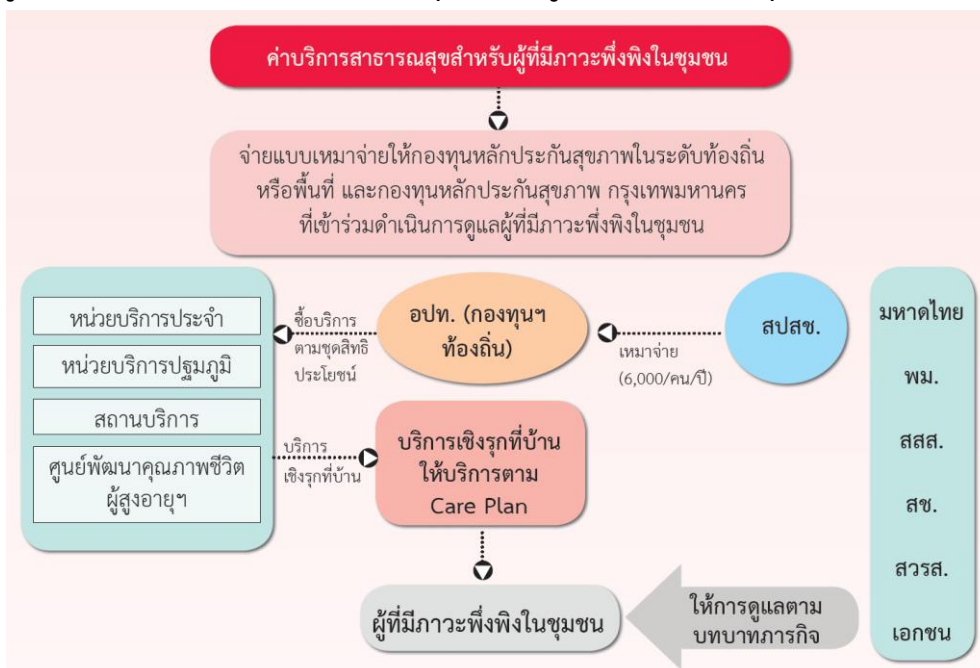 ค่าบริการสาธารณสุขสำหรับผู้ที่มีภาวะพึ่งพิงในชุมชน
จ่ายแบบเหมาจ่ายให้กองทุนหลักประกันสุขภาพในระดับท้องถิ่น
หรือพื้นที่ และกองทุนหลักประกันสุขภาพ กรุงเทพมหานคร
ที่เข้าร่วมดำเนินการดูแลผู้ที่มีภาวะพึ่งพิงในชุมชน
หน่วยบริการประจำ
หน่วยบริการปฐมภูมิ
สถานบริการ
ศูนย์พัฒนาคุณภาพชีวิต
ผู้สูงอายุฯ
ซื้อบริการ
ตามชุดสิทธิ
ประโยชน์
อปท. (กองทุนฯ
ท้องถิ่น)
เหมาจ่าย
(6,000/คน/ปี)
สปสช.
บริการ
เชิงรุกที่บ้าน
บริการเชิงรุกที่บ้าน
ให้บริการตาม
Care Plan
ผู้ที่มีภาวะพึ่งพิงในชุมชน
ให้การดูแลตาม
บทบาทภารกิจ
มหาดไทย
พม.
สสส.
สช.
สวรส.
เอกชน